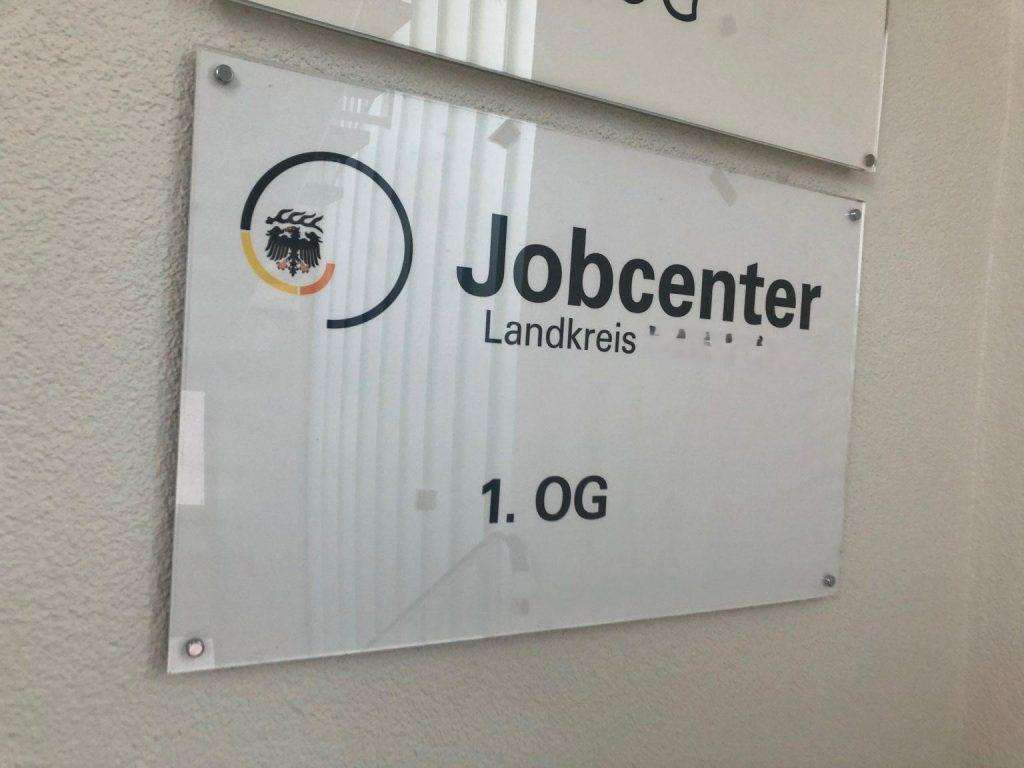 Jobcenter
Landkreis
1. OG